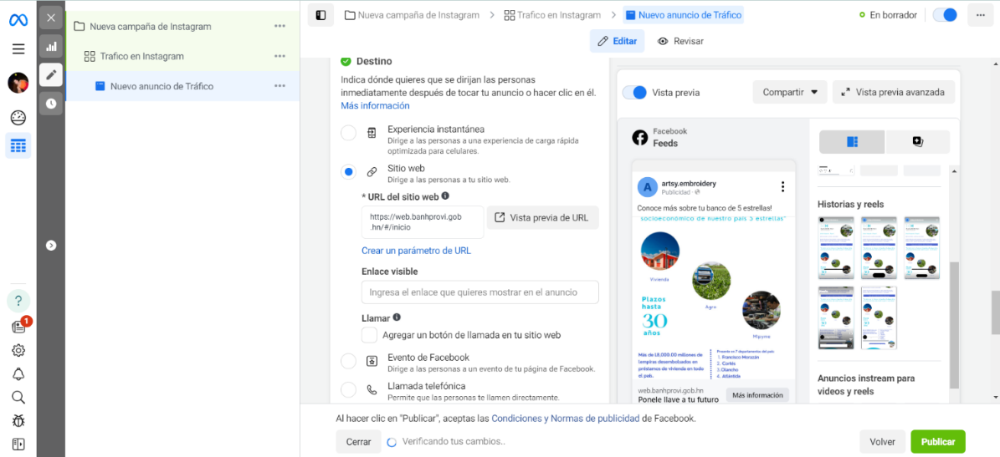 Nueva campaña de Instagram
Trafico en Instagram
Nuevo anuncio de Tráfico
Nueva campaña de Instagram
Trafico en Instagram
Nuevo anuncio de Tráfico
En borrador
Editar
Revisar
Destino
Indica dónde quieres que se dirijan las personas
inmediatamente después de tocar tu anuncio o hacer clic en él.
Más información
Experiencia instantánea
Dirige a las personas a una experiencia de carga rápida
optimizada para celulares.
Sitio web
Dirige a las personas a tu sitio web.
* URL del sitio web
https://web.banhprovi.gob
.hn/#/inicio
Vista previa de URL
Crear un parámetro de URL
Enlace visible
Ingresa el enlace que quieres mostrar en el anuncio
Llamar
Agregar un botón de llamada en tu sitio web
Evento de Facebook
Dirige a las personas a un evento de tu página de Facebook.
Llamada telefónica
Permite que las personas te llamen directamente.
Vista previa
Compartir
Vista previa avanzada
Facebook
Feeds
A
artsy.embroidery
Publicidad
Conoce más sobre tu banco de 5 estrellas!
socioeconómico de nuestro país 5 estrellas"
Vivienda
Agro
Mipyme
Plazos
hasta
30
años
préstamos de vivienda en todo
el país.
1. Francisco Morazán
2. Cortés
3. Olancho
4. Atlántida
web.banhprovi.gob.hn
Ponele llave a tu futuro
Más información
Historias y reels
Anuncios instream para
videos y reels
?
1
Al hacer clic en "Publicar", aceptas las Condiciones y Normas de publicidad de Facebook.
Cerrar
Verificando tus cambios..
Volver
Publicar